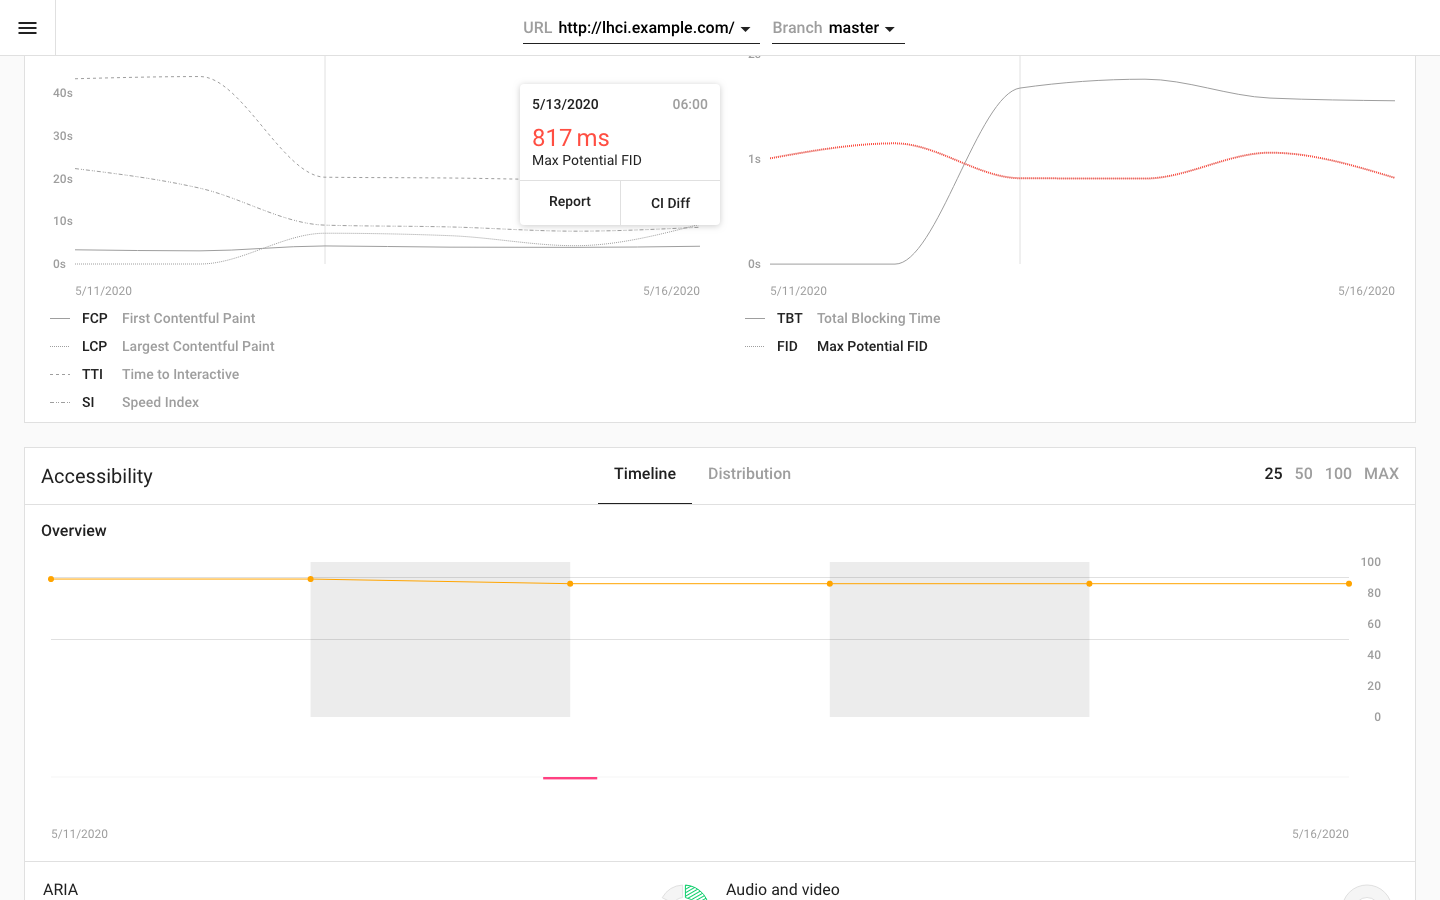 URL http://lhci.example.com/ Branch master
40s
30s
20s
10s
0s
5/11/2020 5/16/2020
5/13/2020 06:00
817 ms
Max Potential FID
Report CI Diff
FCP First Contentful Paint
LCP Largest Contentful Paint
TTI Time to Interactive
SI Speed Index
1s
0s
5/11/2020 5/16/2020
TBT Total Blocking Time
FID Max Potential FID
Accessibility Timeline Distribution 25 50 100 MAX
Overview
100
80
60
40
20
0
5/11/2020 5/16/2020
ARIA Audio and video